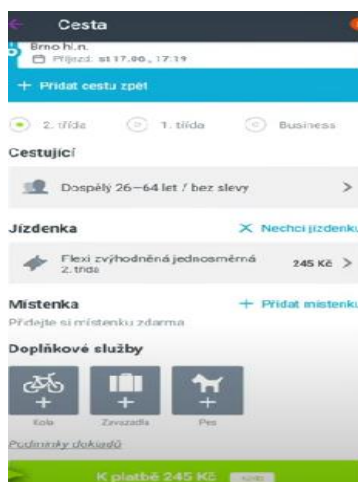 Cesta
Brno hl.n.
Příjezd: st 17.00., 17:19
+ Přidat cestu zpět
2. třída
1. třída
Business
Cestující
Dospělý 26–64 let / bez slevy
Jízdenka
Nechci jízdenku
Flexi zvýhodněná jednosměrná
2. třída
245 Kč
Místenka
+ Přidat místenku
Přidejte si místenku zdarma
Doplňkové služby
Kola
Zavazadla
Pes
Podmínky dokladů
K platbě 245 Kč